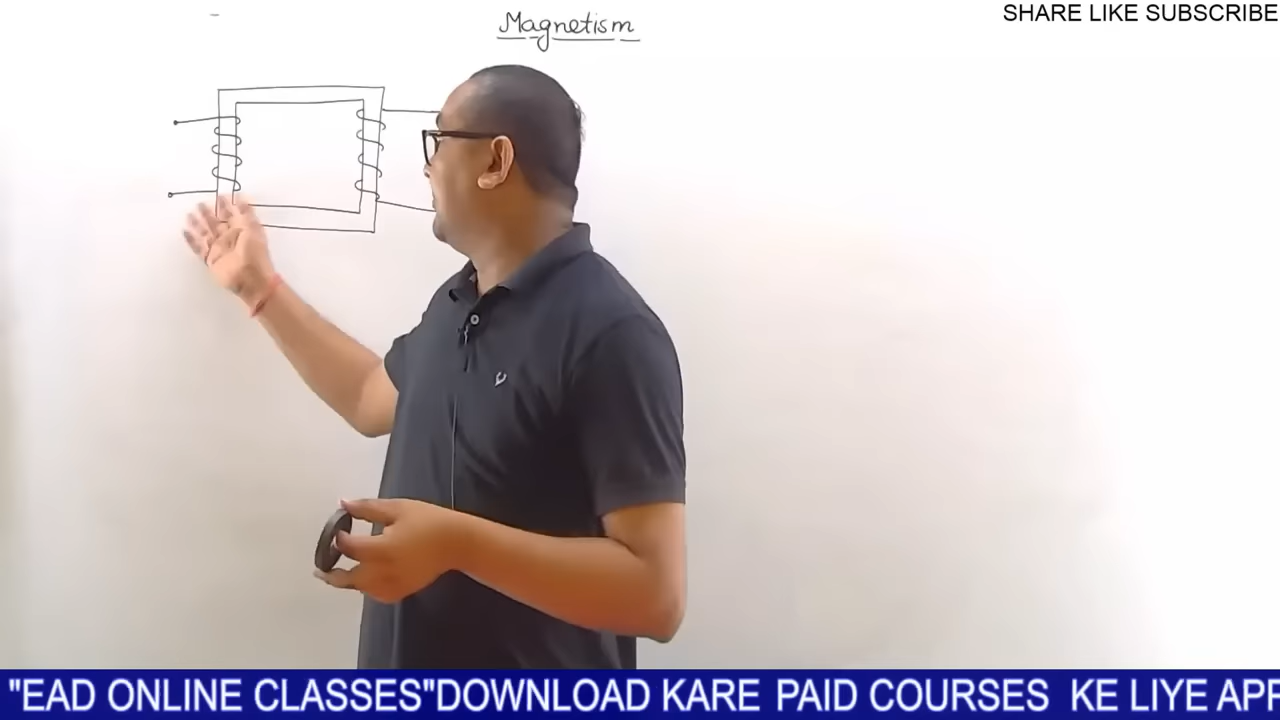 SHARE LIKE SUBSCRIBE
Magnetism
"EAD ONLINE CLASSES"DOWNLOAD KARE PAID COURSES KE LIYE APP